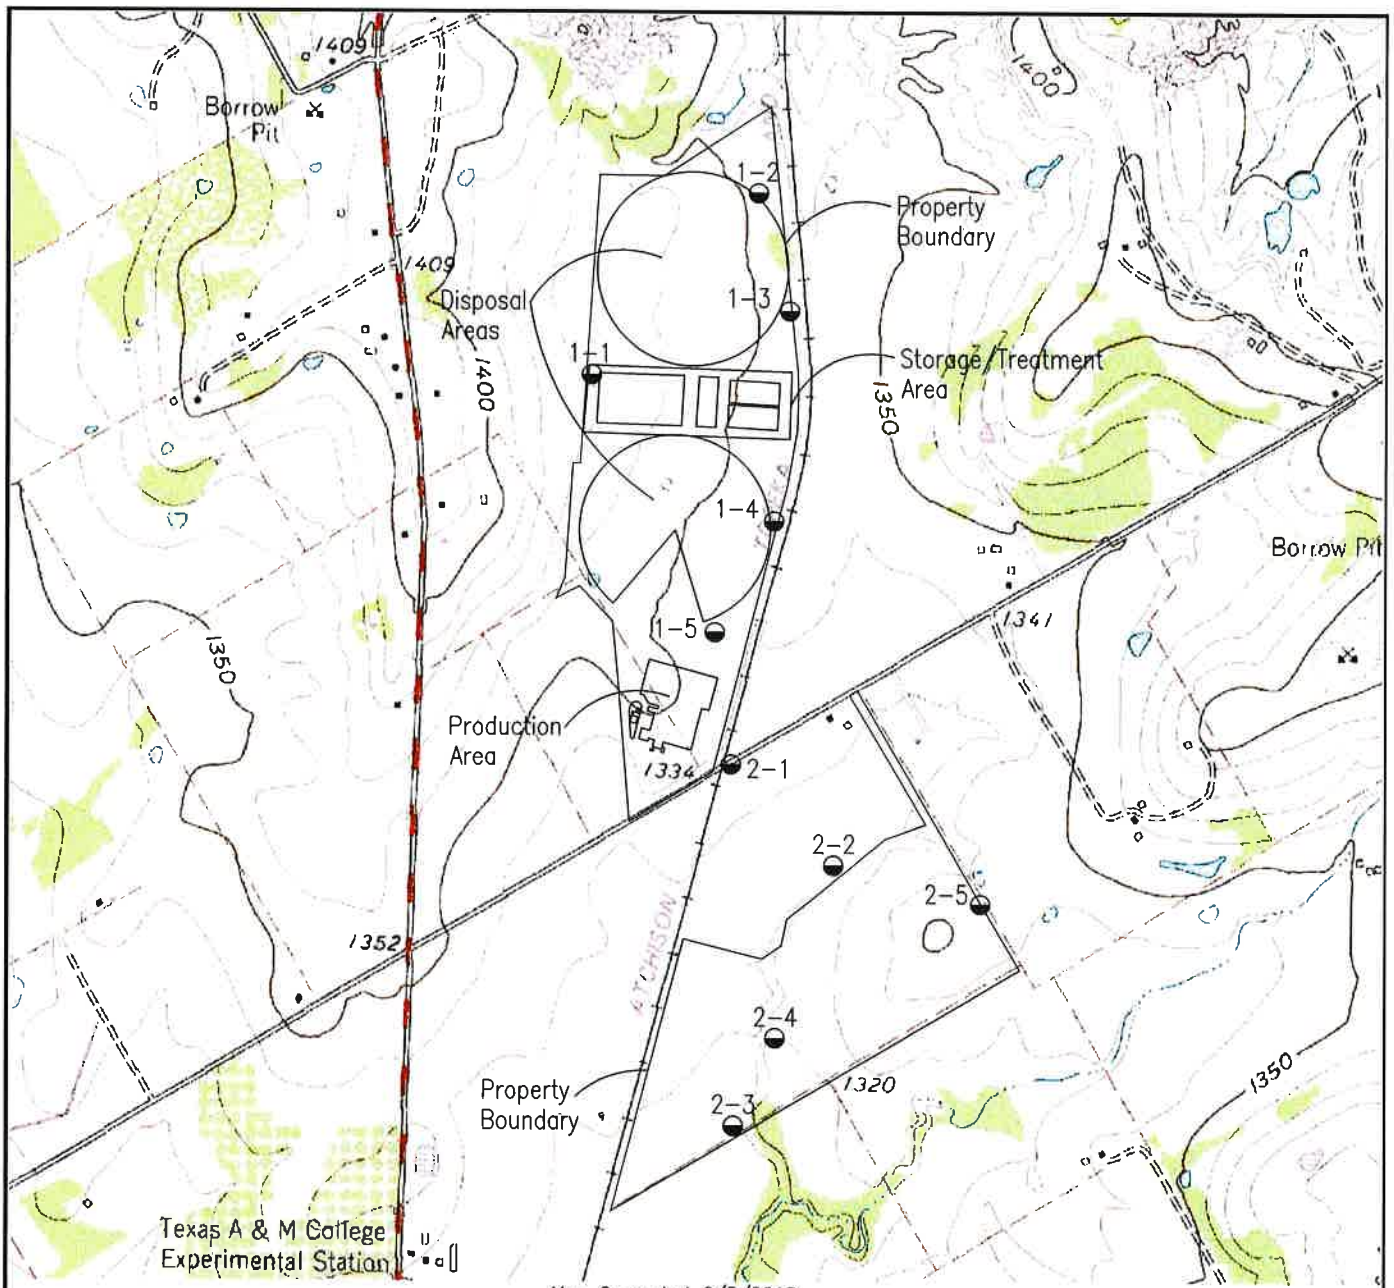 1409
Borrow
Pit
1400
1-2
Property
Boundary
1409
Disposal
Areas
1-3
1-1
Storage/Treatment
Area
1400
1350
1-4
Borrow Pit
1-5
1341
1350
Production
Area
1334
2-1
2-2
2-5
1352
ATCHISON
2-4
Property
Boundary
1320
1350
2-3
Texas A & M College
Experimental Station